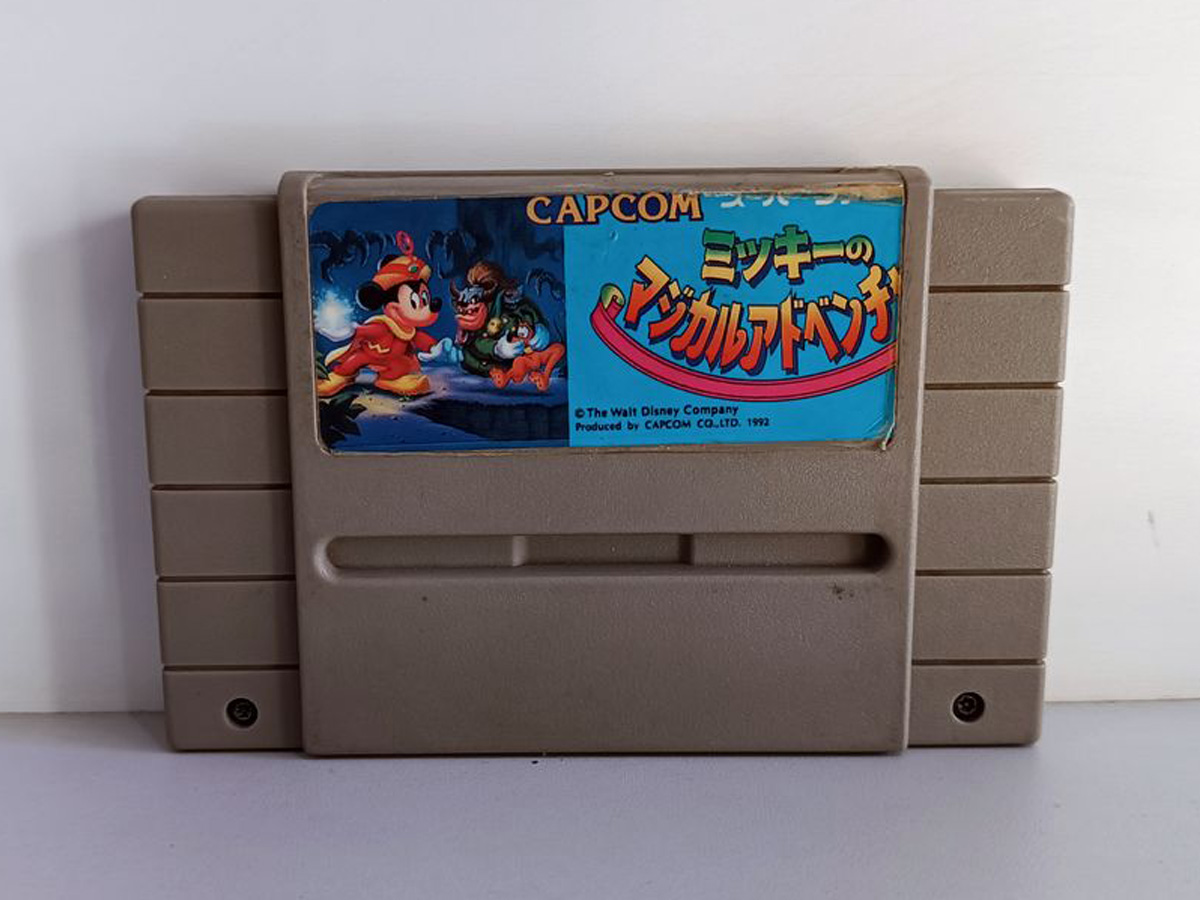 CAPCOM
ミッキーの
マジカルアドベンチ
© The Walt Disney Company
Produced by CAPCOM CO.,LTD. 1992